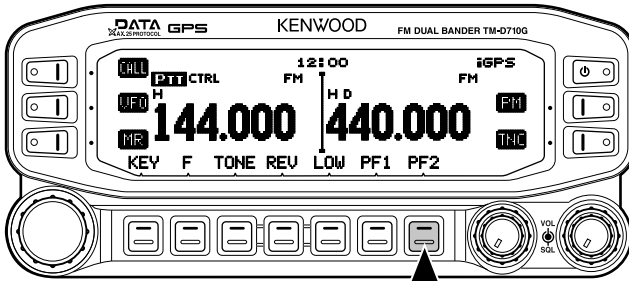 DATA GPS KENWOOD FM DUAL BANDER TM-D710G
AX.25 PROTOCOL
CALL 12:00 iGPS
PTT CTRL FM FM
VFO H H D PM
MR 144.000 440.000 TNC
KEY F TONE REV LOW PF1 PF2
VOL
SQL